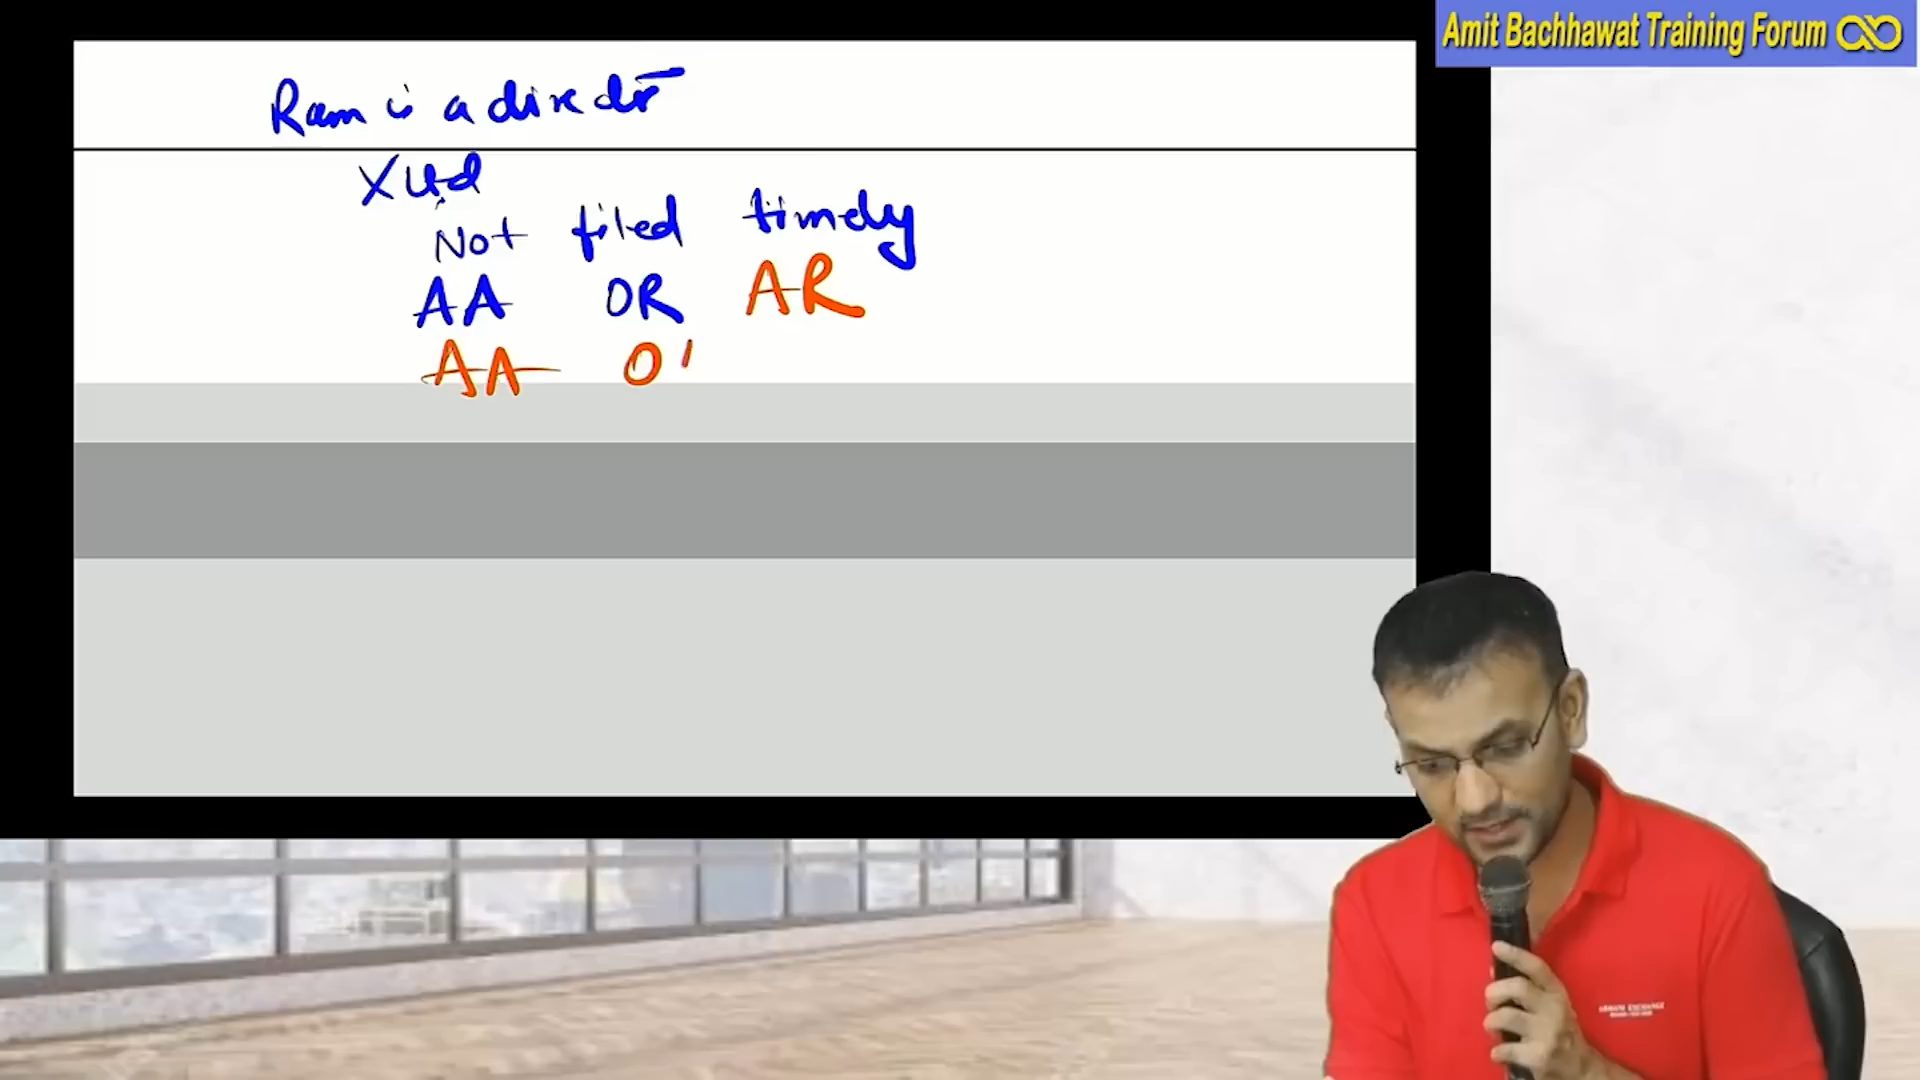 Amit Bachhawat Training Forum
Ram is a director
X Ltd
Not filed timely
AA OR AR
AA O